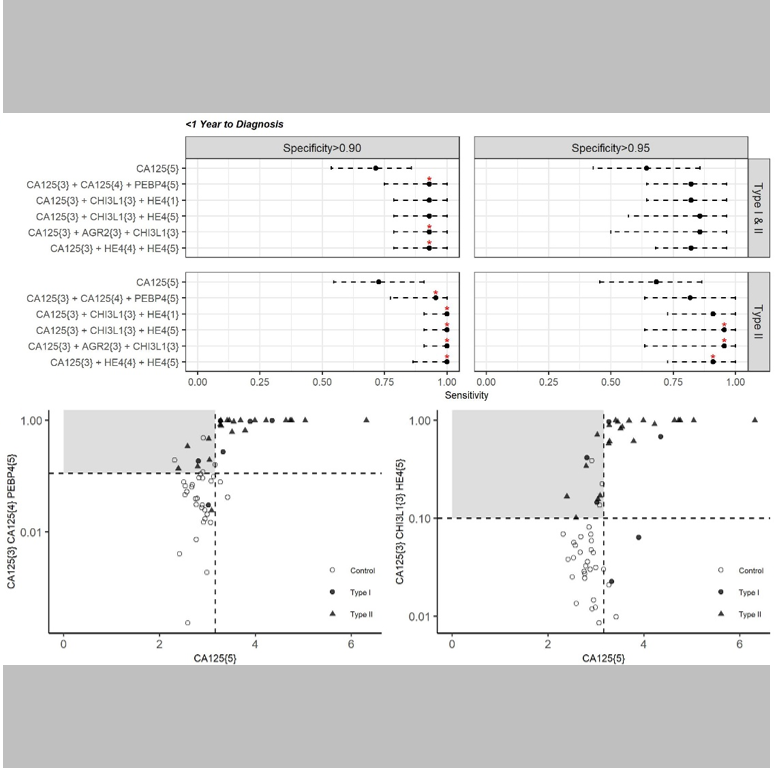 <1 Year to Diagnosis
Specificity>0.90
Specificity>0.95
CA125{5}
CA125{3} + CA125{4} + PEBP4{5}
CA125{3} + CHI3L1{3} + HE4{1}
CA125{3} + CHI3L1{3} + HE4{5}
CA125{3} + AGR2{3} + CHI3L1{3}
CA125{3} + HE4{4} + HE4{5}
Type I & II
CA125{5}
CA125{3} + CA125{4} + PEBP4{5}
CA125{3} + CHI3L1{3} + HE4{1}
CA125{3} + CHI3L1{3} + HE4{5}
CA125{3} + AGR2{3} + CHI3L1{3}
CA125{3} + HE4{4} + HE4{5}
Type II
0.00 0.25 0.50 0.75 1.00
0.00 0.25 0.50 0.75 1.00
Sensitivity
CA125{3} CA125{4} PEBP4{5}
1.00
0.01
Control
Type I
Type II
0 2 4 6
CA125{5}
CA125{3} CHI3L1{3} HE4{5}
1.00
0.10
0.01
Control
Type I
Type II
0 2 4 6
CA125{5}